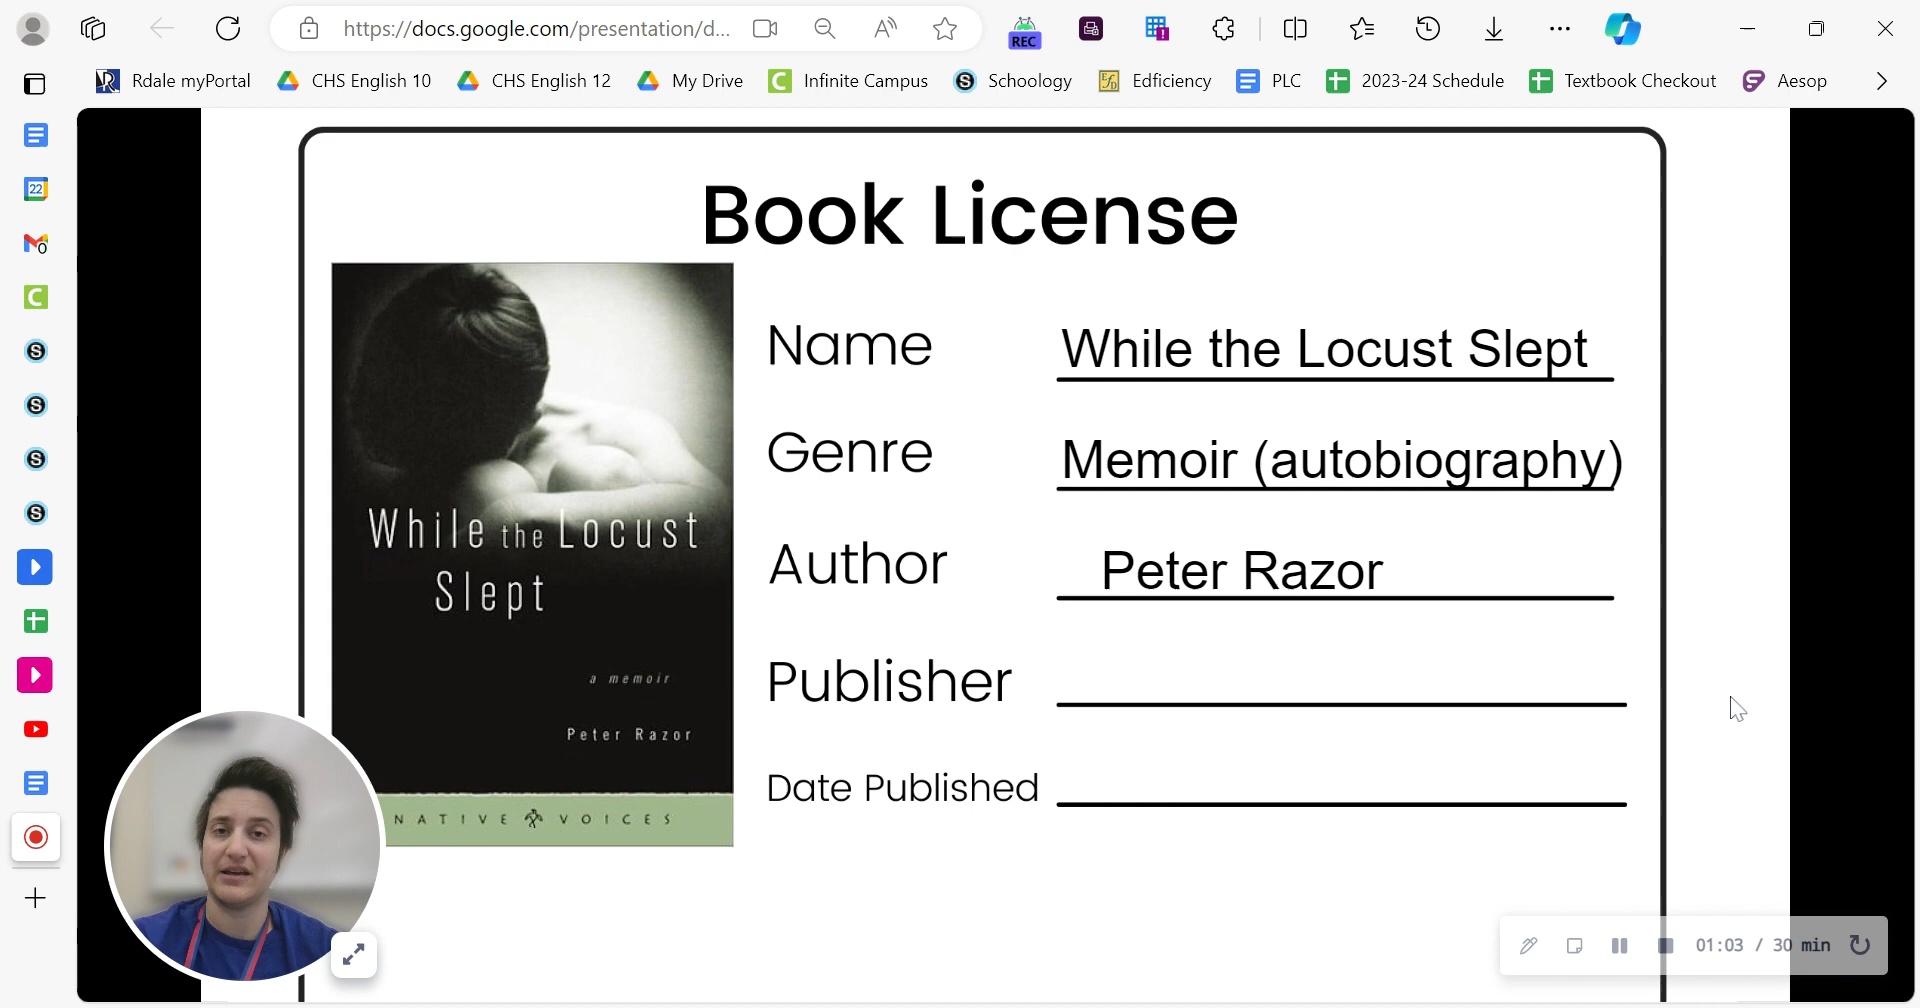 https://docs.google.com/presentation/d...
REC
Rdale myPortal
CHS English 10
CHS English 12
My Drive
Infinite Campus
Schoology
Edficiency
PLC
2023-24 Schedule
Textbook Checkout
Aesop
22
0
Book License
Name While the Locust Slept
Genre Memoir (autobiography)
Author Peter Razor
Publisher
Date Published
While the Locust
Slept
a memoir
Peter Razor
NATIVE VOICES
01:03 / 30 min